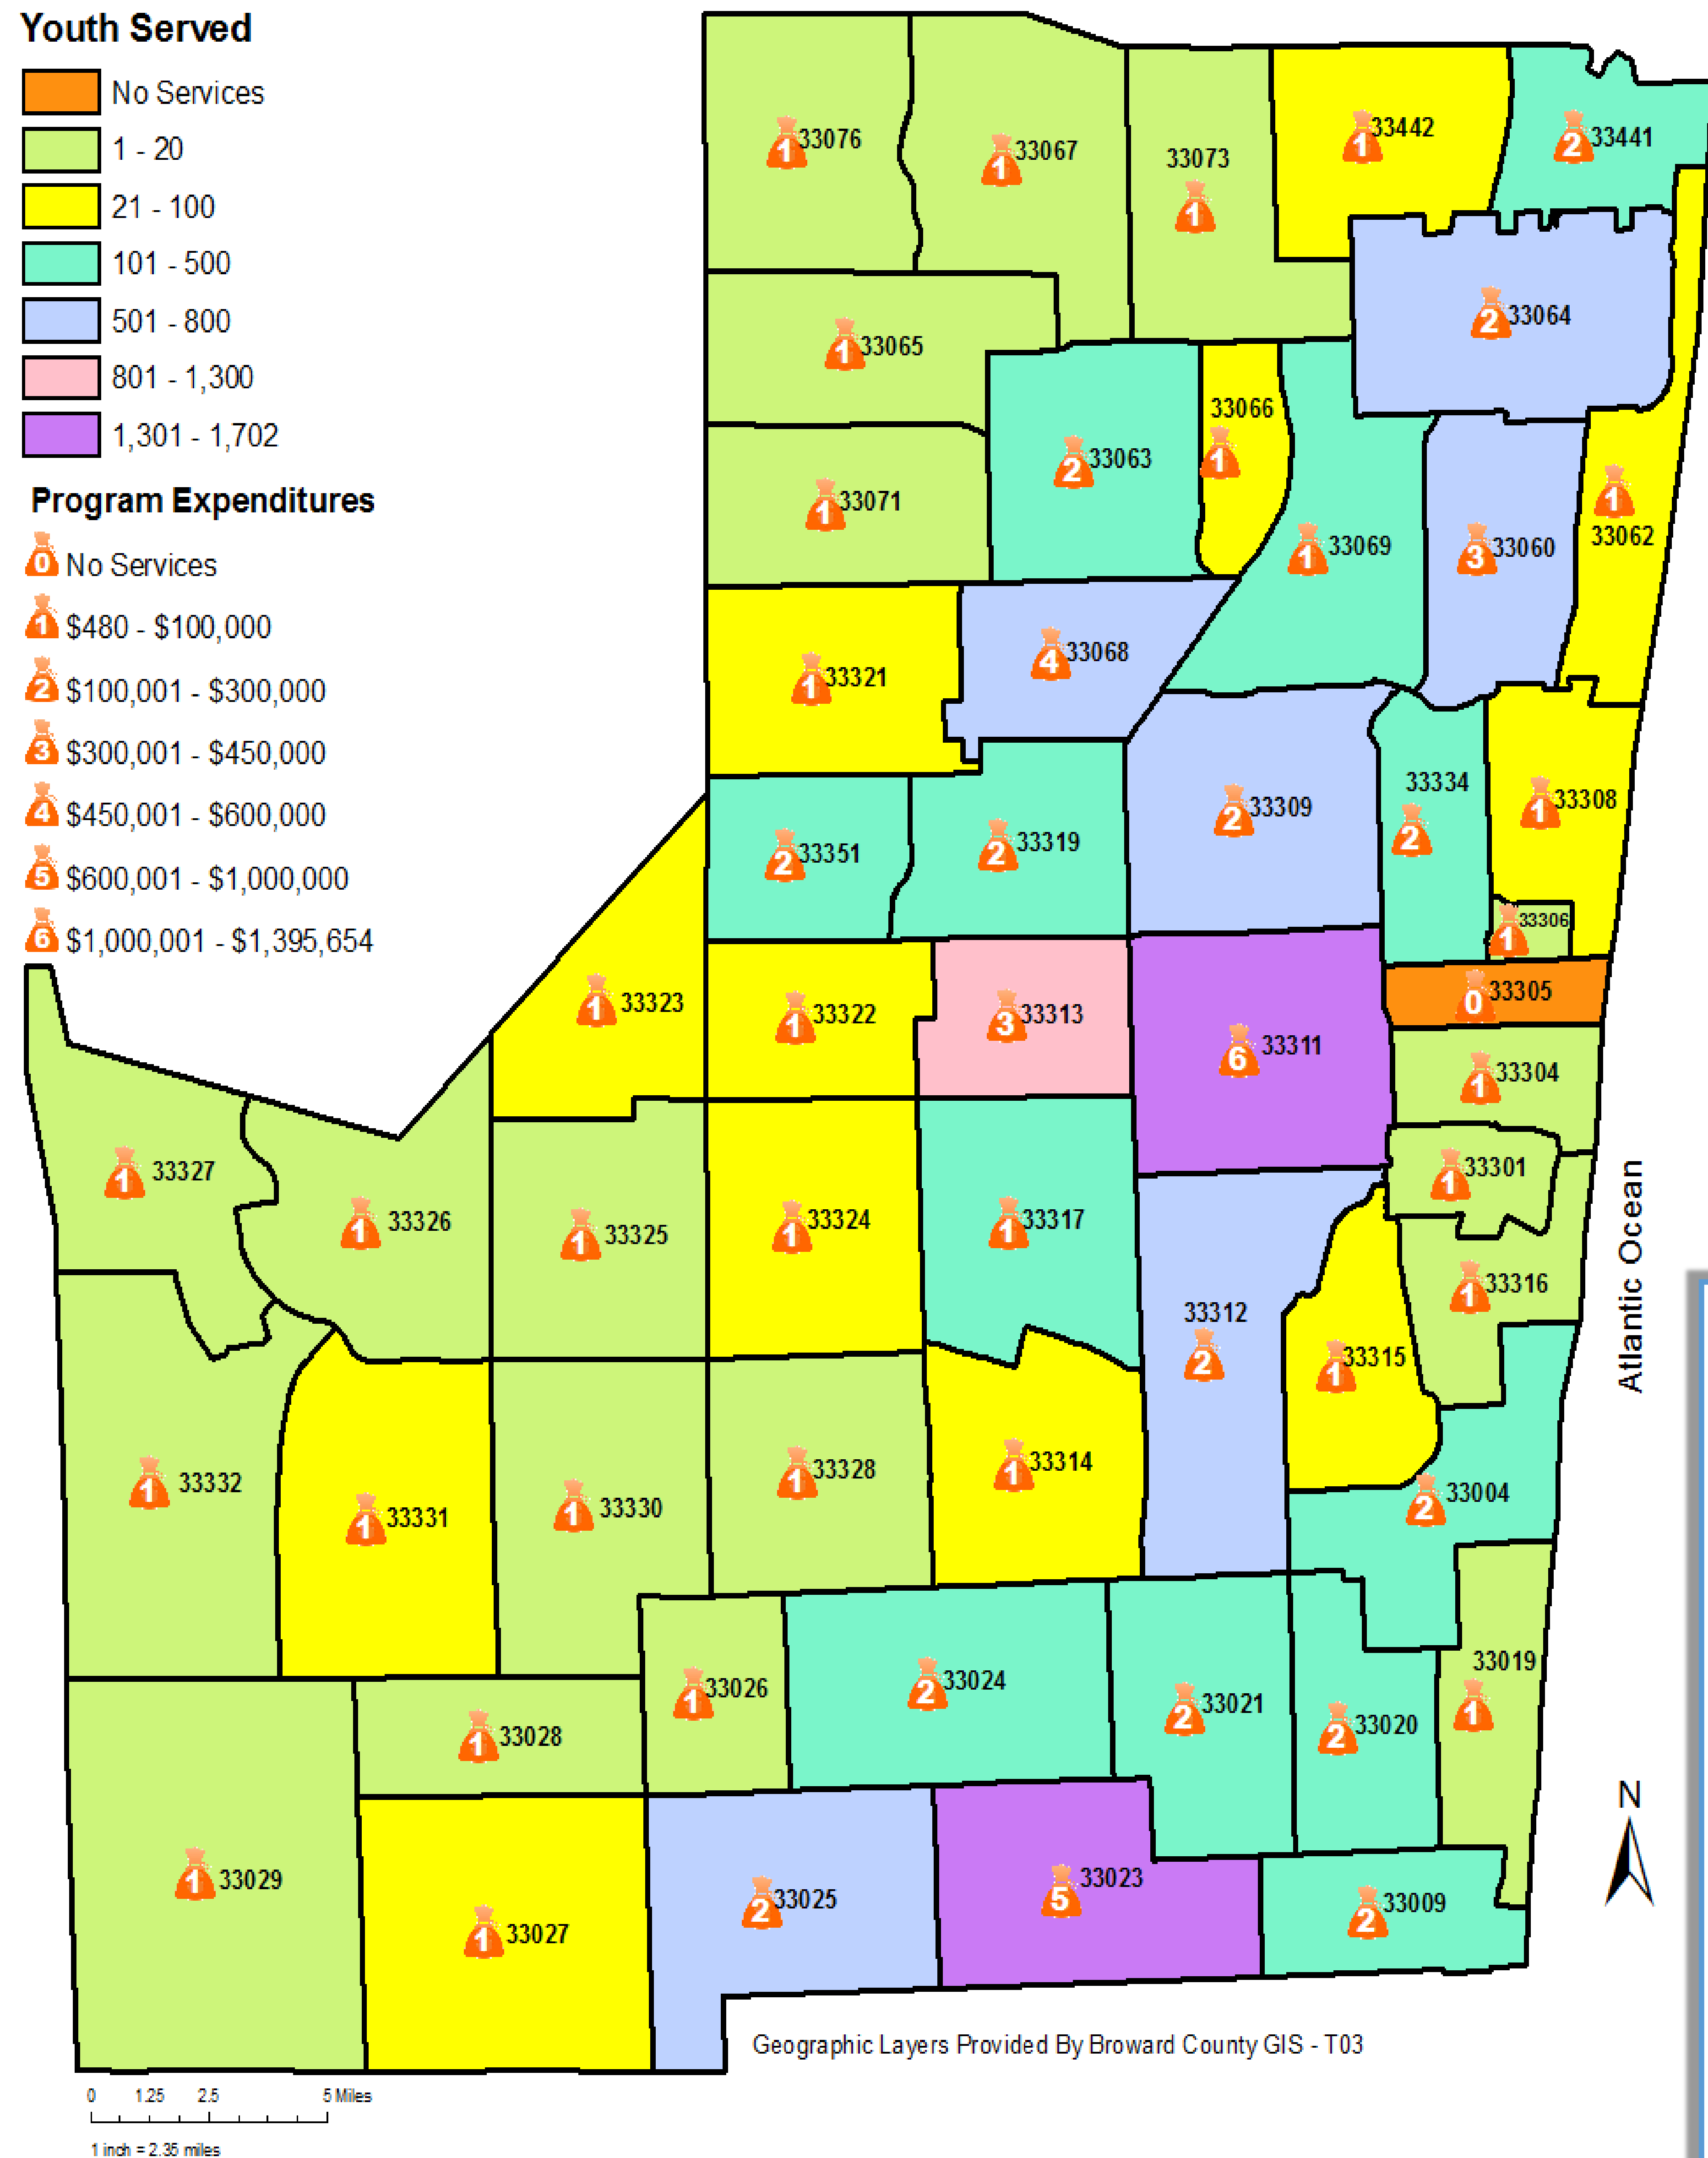 Youth Served
No Services
1 - 20
21 - 100
101 - 500
501 - 800
801 - 1,300
1,301 - 1,702
Program Expenditures
0 No Services
1 $480 - $100,000
2 $100,001 - $300,000
3 $300,001 - $450,000
4 $450,001 - $600,000
5 $600,001 - $1,000,000
6 $1,000,001 - $1,395,654
1 33076
1 33067
33073
1
1 33442
2 33441
2 33064
1 33065
33066
1
2 33063
1 33071
1 33069
3 33060
1
33062
4 33068
1 33321
33334
2
1 33308
2 33309
2 33319
2 33351
1 33306
0 33305
1 33323
1 33322
3 33313
6 33311
1 33304
1 33301
1 33327
1 33326
1 33325
1 33324
1 33317
1 33316
33312
2
1 33315
Atlantic Ocean
1 33332
1 33331
1 33330
1 33328
1 33314
2 33004
33019
1
1 33026
2 33024
2 33021
2 33020
1 33028
1 33029
1 33027
2 33025
5 33023
2 33009
N
Geographic Layers Provided By Broward County GIS - T03
0 1.25 2.5 5 Miles
1 inch = 2.35 miles